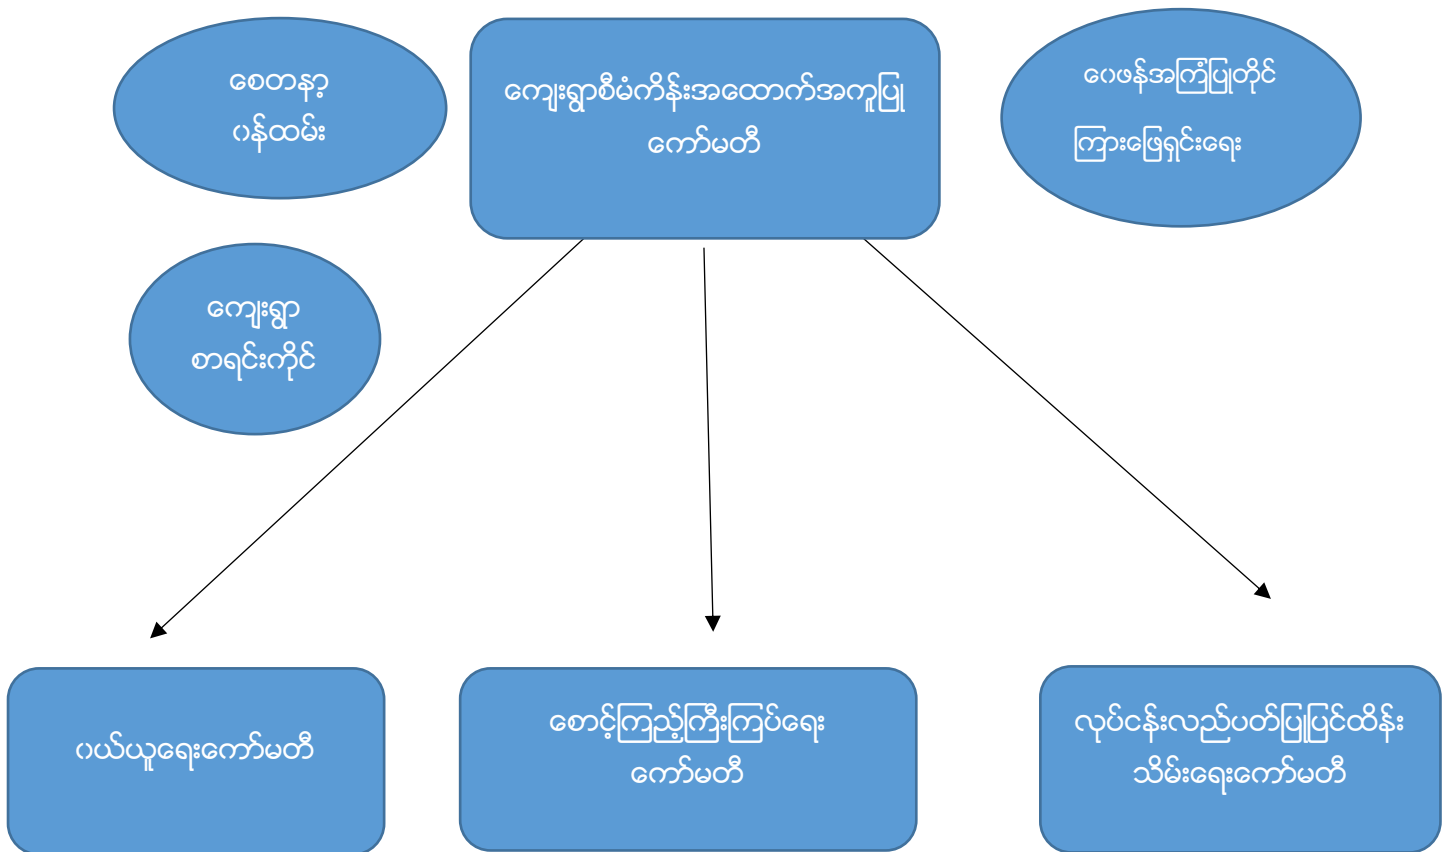 စေတနာ့
ဝန်ထမ်း
ကျေးရွာစီမံကိန်းအထောက်အကူပြု
ကော်မတီ
ဝေဖန်အကြံပြုတိုင်
ကြားဖြေရှင်းရေး
ကျေးရွာ
စာရင်းကိုင်
ဝယ်ယူရေးကော်မတီ
စောင့်ကြည့်ကြီးကြပ်ရေး
ကော်မတီ
လုပ်ငန်းလည်ပတ်ပြုပြင်ထိန်း
သိမ်းရေးကော်မတီ